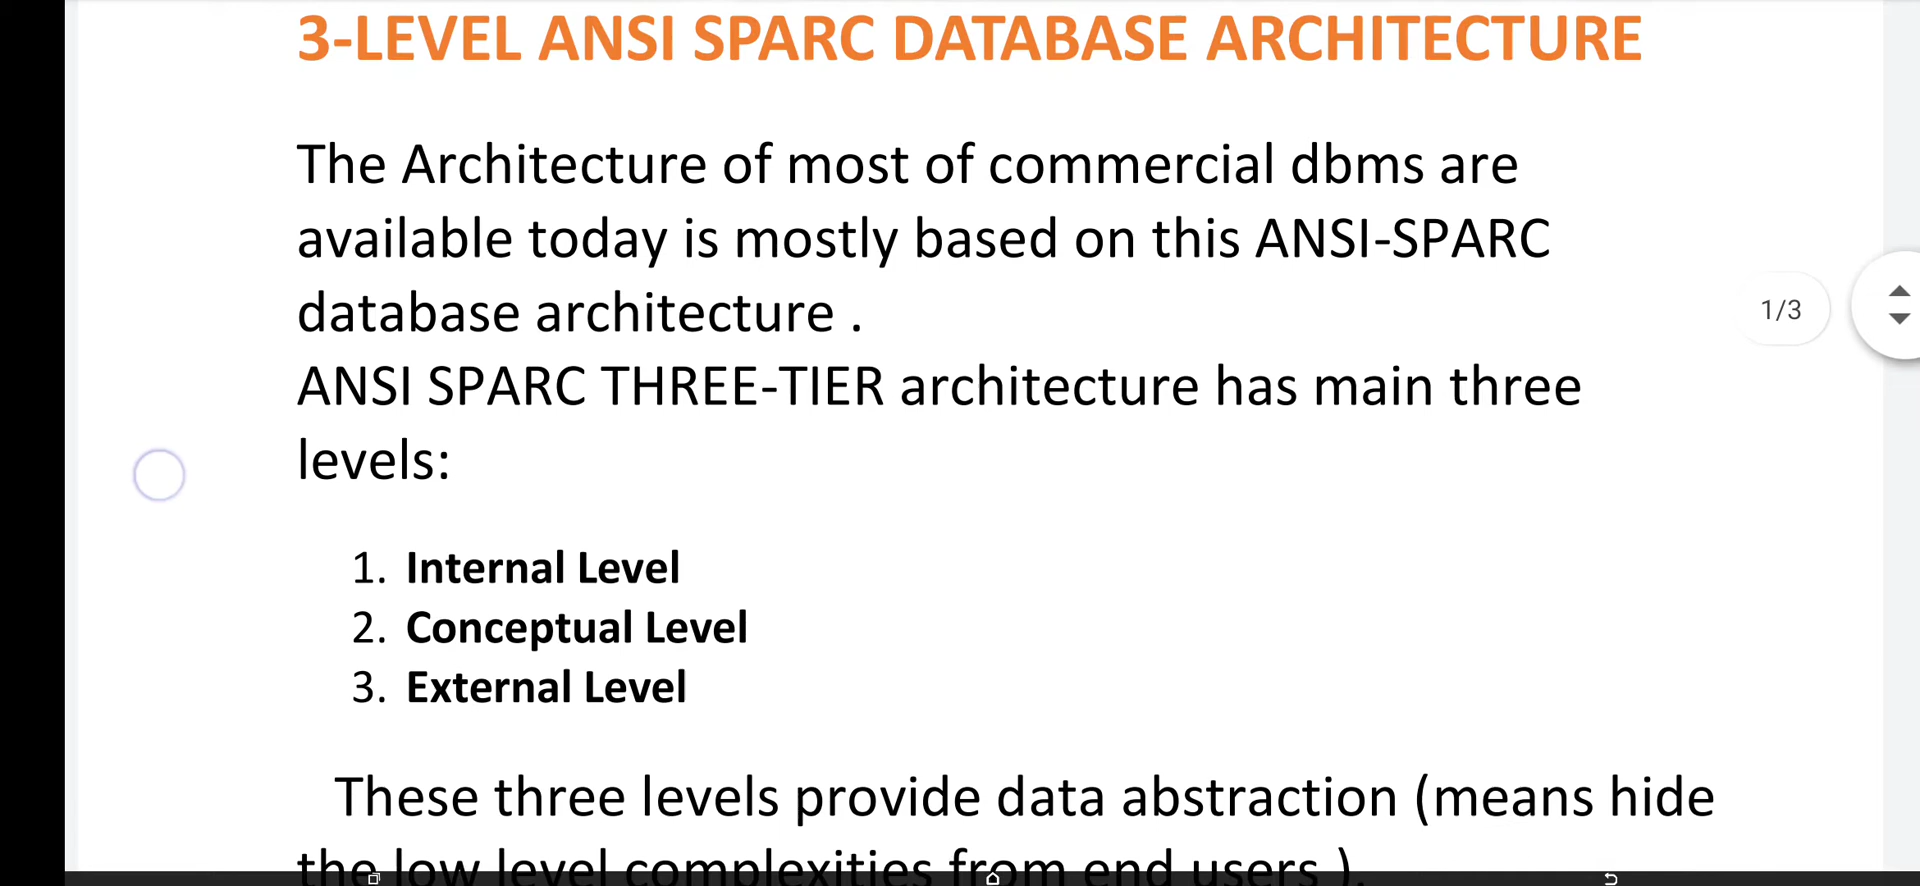 3-LEVEL ANSI SPARC DATABASE ARCHITECTURE
The Architecture of most of commercial dbms are
available today is mostly based on this ANSI-SPARC
database architecture .
ANSI SPARC THREE-TIER architecture has main three
levels:
1/3
1. Internal Level
2. Conceptual Level
3. External Level
These three levels provide data abstraction (means hide
the low level complexities from end users ).